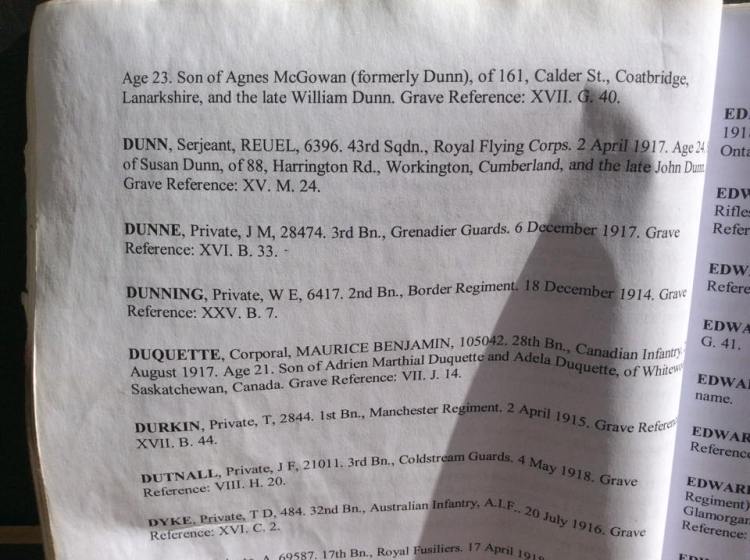 Age 23. Son of Agnes McGowan (formerly Dunn), of 161, Calder St., Coatbridge,
Lanarkshire, and the late William Dunn. Grave Reference: XVII. G. 40.
DUNN, Serjeant, REUEL, 6396. 43rd Sqdn., Royal Flying Corps. 2 April 1917. Age 24
of Susan Dunn, of 88, Harrington Rd., Workington, Cumberland, and the late John Dunn
Grave Reference: XV. M. 24.
DUNNE, Private, J M, 28474. 3rd Bn., Grenadier Guards. 6 December 1917. Grave
Reference: XVI. B. 33. -
DUNNING, Private, W E, 6417. 2nd Bn., Border Regiment. 18 December 1914. Grave
Reference: XXV. B. 7.
DUQUETTE, Corporal, MAURICE BENJAMIN, 105042. 28th Bn., Canadian Infantry.
August 1917. Age 21. Son of Adrien Marthial Duquette and Adela Duquette, of
Saskatchewan, Canada. Grave Reference: VII. J. 14.
DURKIN, Private, T, 2844. 1st Bn., Manchester Regiment. 2 April 1915. Grave
XVII. B. 44.
DUTNALL, Private, J F, 21011. 3rd Bn., Coldstream Guards. 4 May 1918. Grave
Reference: VIII. H. 20.
DYKE, Private, T D, 484. 32nd Bn., Australian Infantry, A.I.F.. 20 July 1916. Grave
Reference: XVI. C. 2.
A, 69587. 17th Bn., Royal Fusiliers. 17 April 1918
ED
191
Onta
EDW
Rifle
Refer
EDW
Refere
EDWA
G. 41.
EDWA
name.
EDWAR
Reference
EDWARD
Regiment)
Glamorgan
Reference: